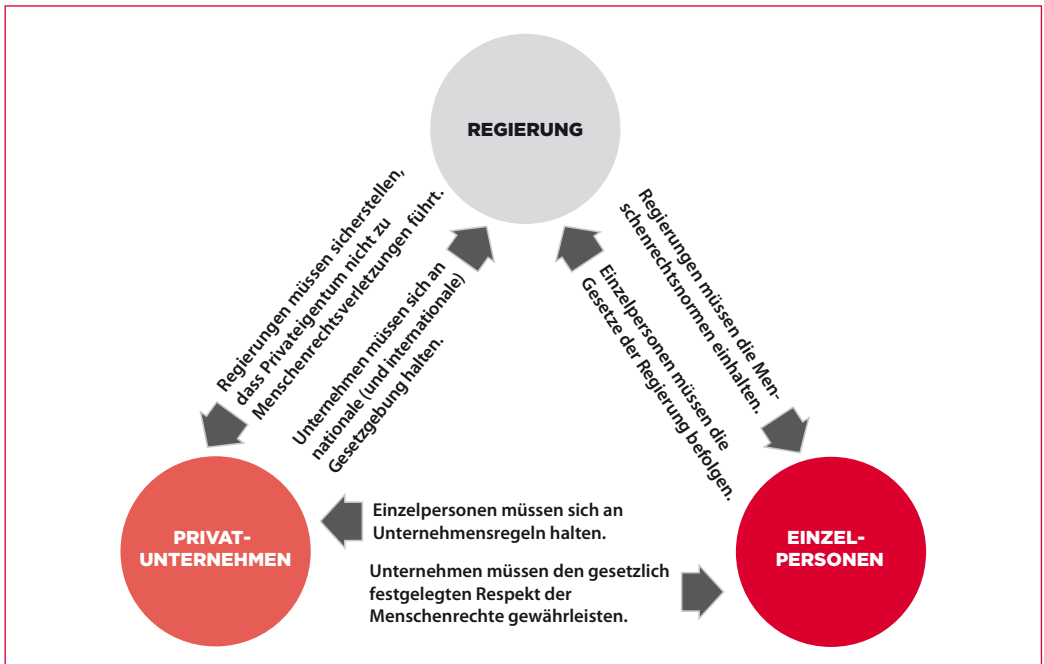 REGIERUNG
Regierungen müssen sicherstellen,
dass Privateigentum nicht zu
Menschenrechtsverletzungen führt.
Unternehmen müssen sich an
nationale (und internationale)
Gesetzgebung halten.
Regierungen müssen die Men-
schenrechtsnormen einhalten.
Einzelpersonen müssen die
Gesetze der Regierung befolgen.
PRIVAT-
UNTERNEHMEN
Einzelpersonen müssen sich an
Unternehmensregeln halten.
Unternehmen müssen den gesetzlich
festgelegten Respekt der
Menschenrechte gewährleisten.
EINZEL-
PERSONEN